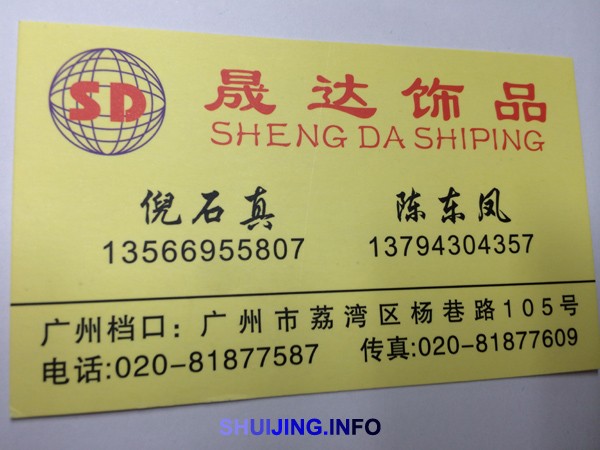 SD
晟达饰品
SHENG DA SHIPING
倪石真 陈东凤
13566955807 13794304357
广州档口：广州市荔湾区杨巷路105号
电话:020-81877587 传真:020-81877609
SHUIJING.INFO